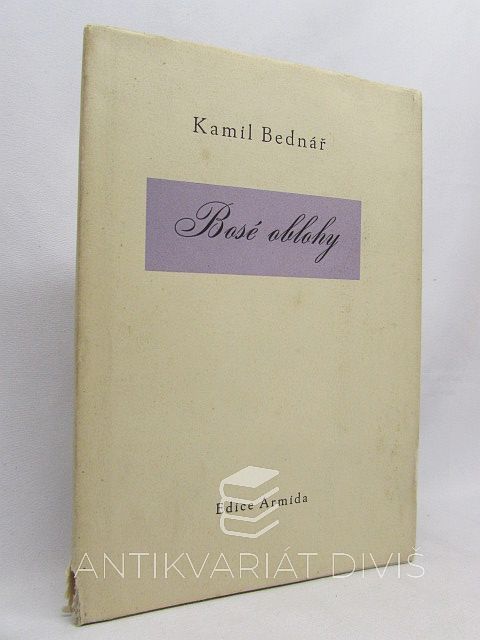 Kamil Bednář
Bosé oblohy
Edice Armida
ANTIKVARIÁT DIVIŠ